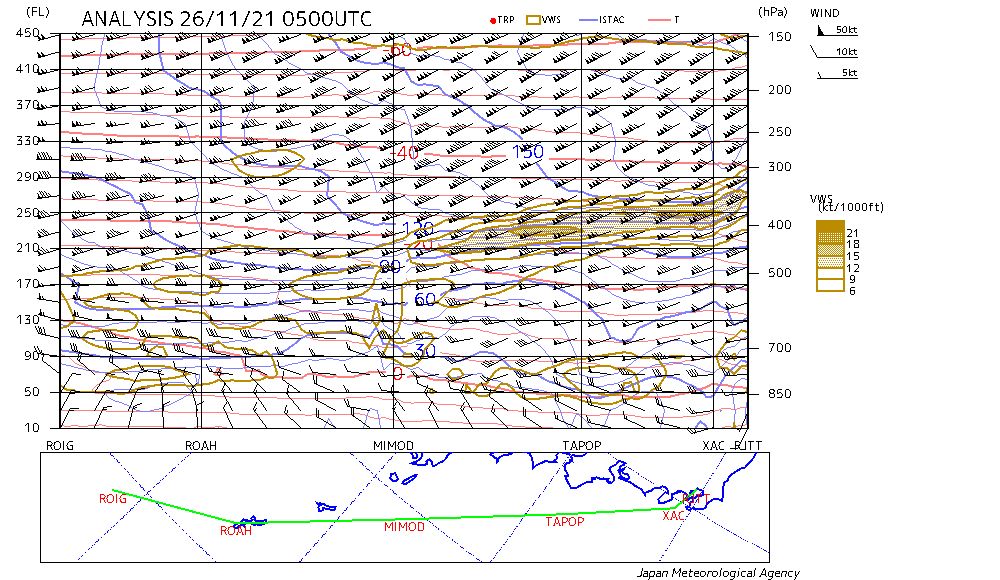 (FL) ANALYSIS 26/11/21 0500UTC TRP VWS ISTAC T (hPa) WIND
450 150 50kt
10kt
5kt
410
370 200
330 250
290 300
250 400
210
170 500
130
90 700
50 850
10
-60
-40
150
120
-20
90
60
30
0
VWS
(kt/1000ft)
21
18
15
12
9
6
ROIG ROAH MIMOD TAPOP XAC RJTT
ROIG
ROAH
MIMOD
TAPOP
XAC
RJTT
Japan Meteorological Agency